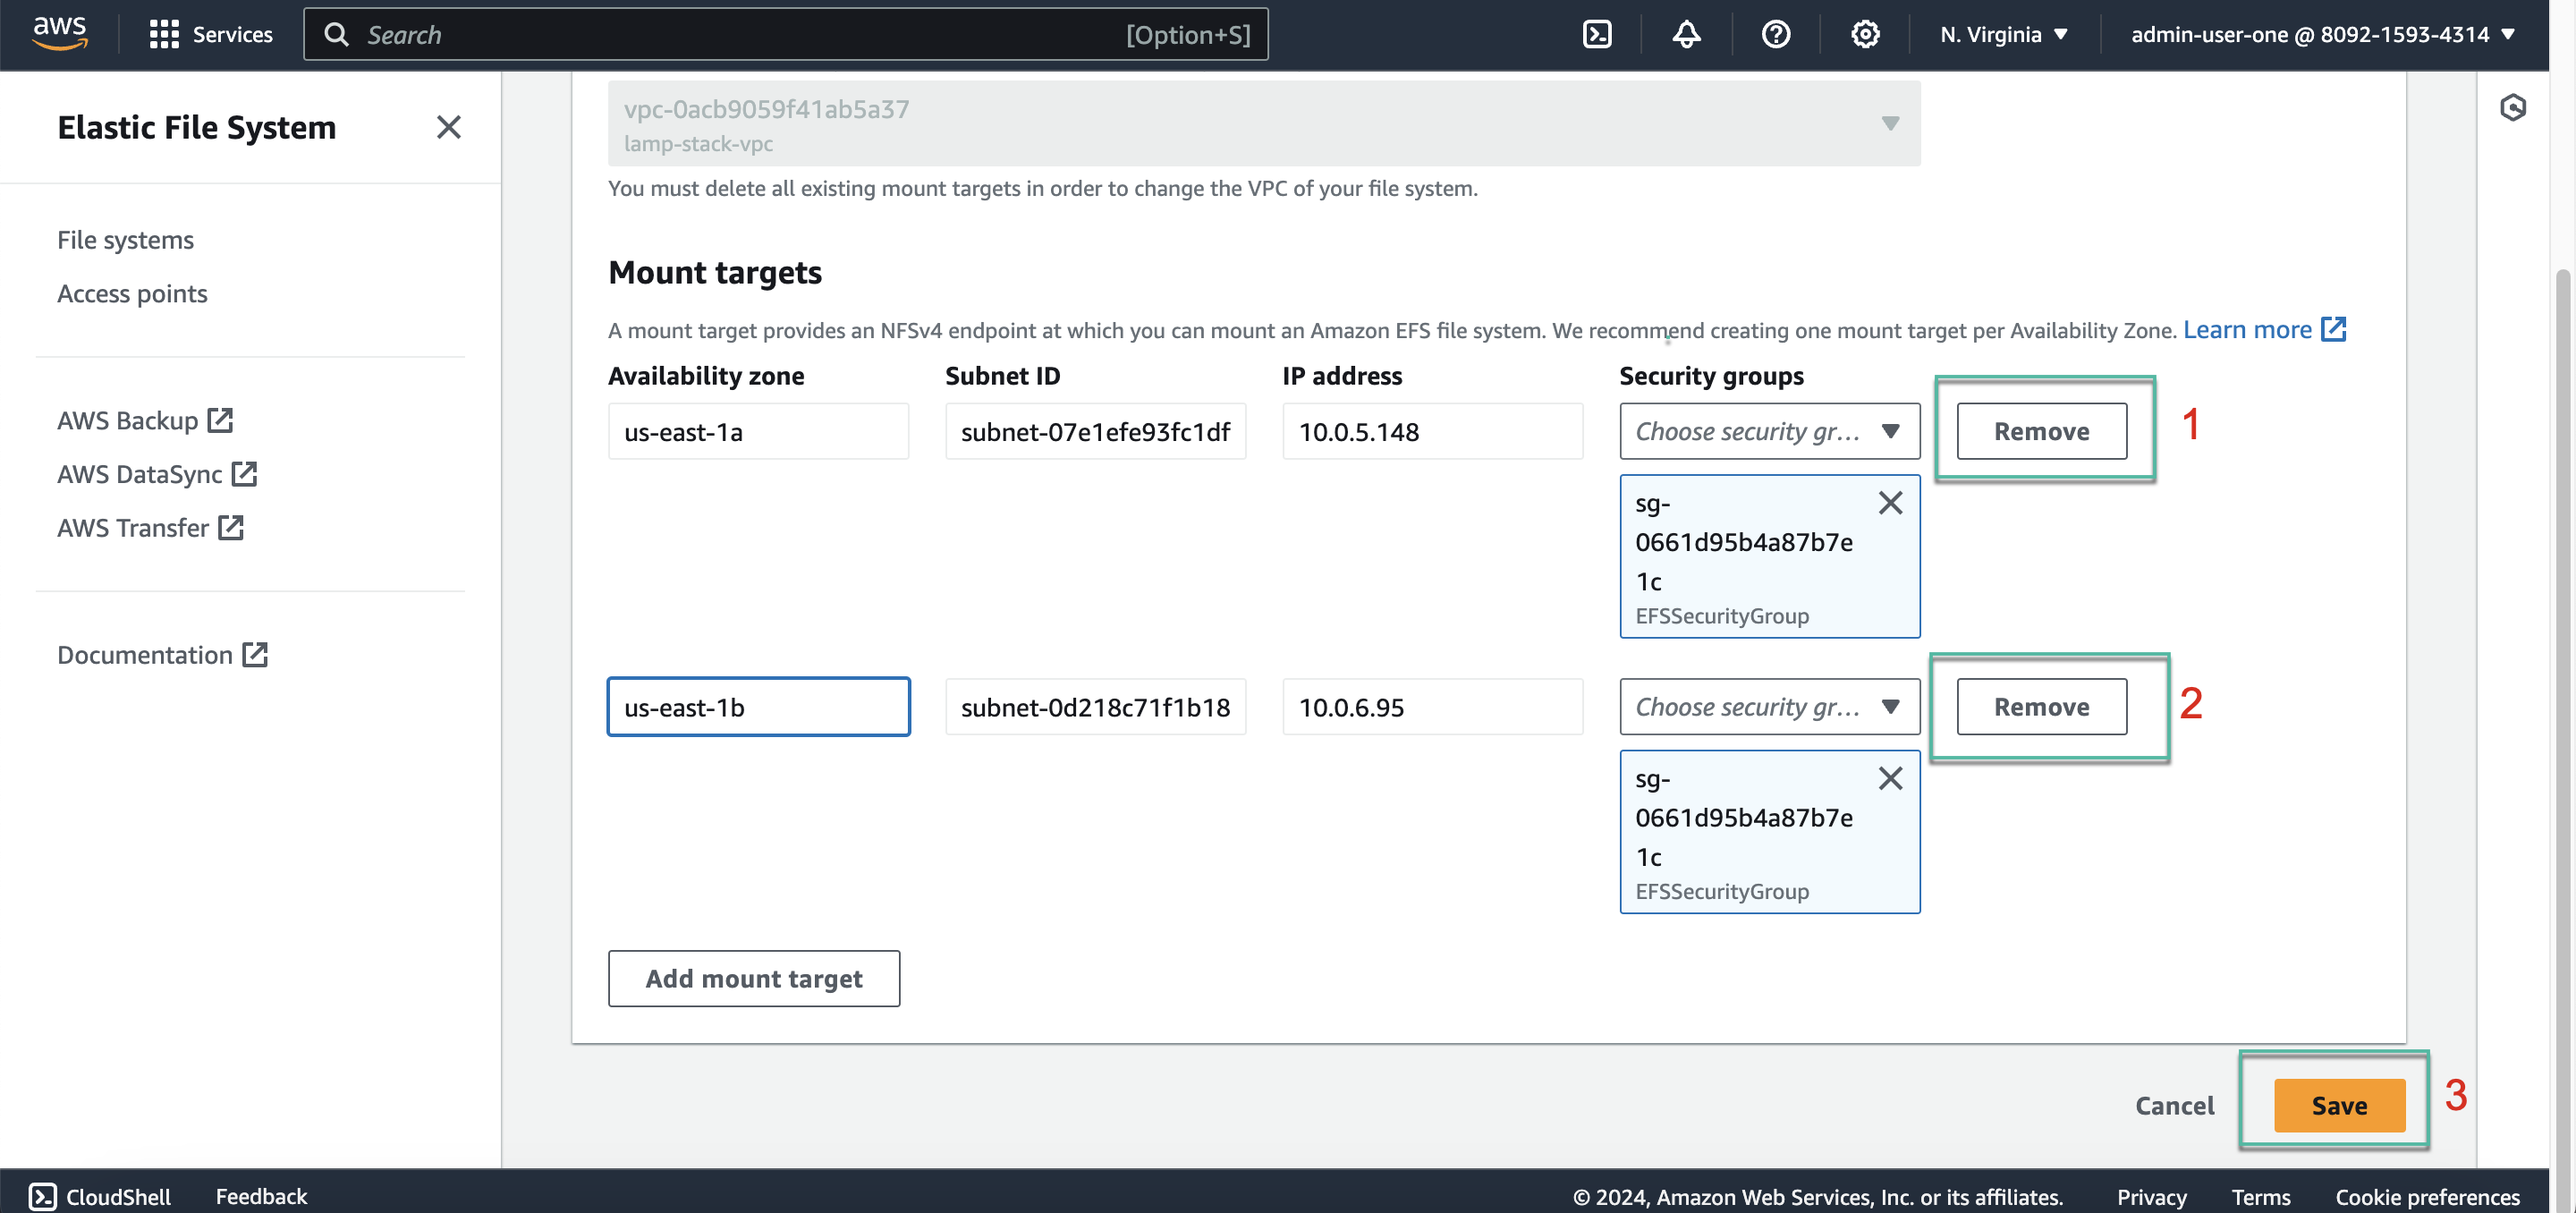 aws
Services
Search
[Option+S]
N. Virginia
admin-user-one @ 8092-1593-4314
Elastic File System
File systems
Access points
AWS Backup
AWS DataSync
AWS Transfer
Documentation
vpc-0acb9059f41ab5a37
lamp-stack-vpc
You must delete all existing mount targets in order to change the VPC of your file system.
Mount targets
A mount target provides an NFSv4 endpoint at which you can mount an Amazon EFS file system. We recommend creating one mount target per Availability Zone. Learn more
Availability zone Subnet ID IP address Security groups
us-east-1a subnet-07e1efe93fc1df 10.0.5.148 Choose security gr... Remove 1
sg-
0661d95b4a87b7e
1c
EFSSecurityGroup
us-east-1b subnet-0d218c71f1b18 10.0.6.95 Choose security gr... Remove 2
sg-
0661d95b4a87b7e
1c
EFSSecurityGroup
Add mount target
Cancel Save 3
CloudShell Feedback © 2024, Amazon Web Services, Inc. or its affiliates. Privacy Terms Cookie preferences